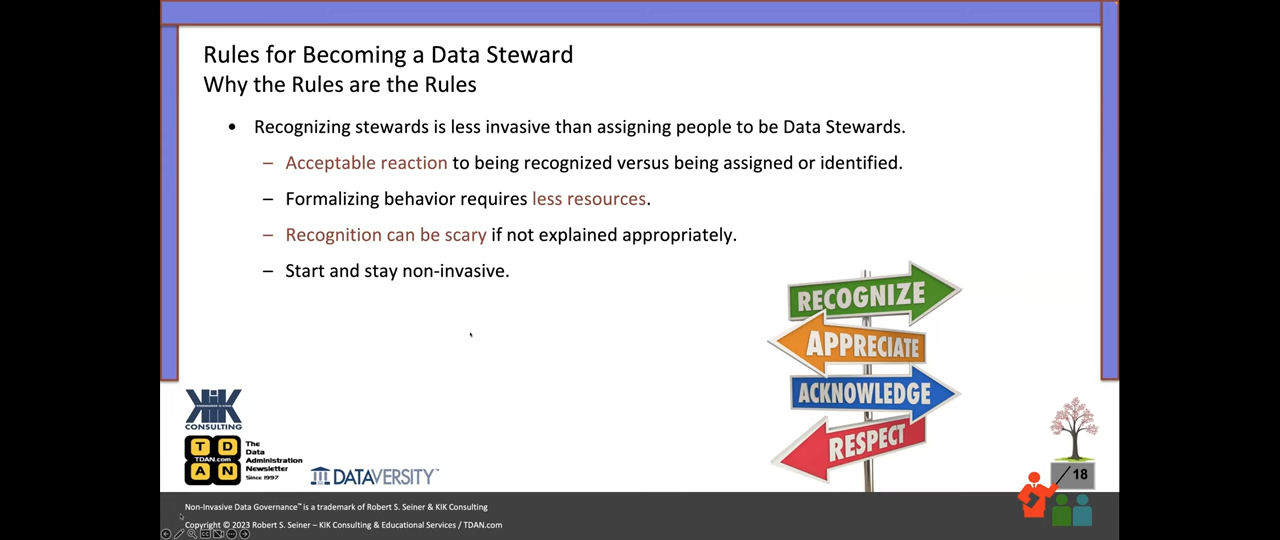 Rules for Becoming a Data Steward
Why the Rules are the Rules
• Recognizing stewards is less invasive than assigning people to be Data Stewards.
– Acceptable reaction to being recognized versus being assigned or identified.
– Formalizing behavior requires less resources.
– Recognition can be scary if not explained appropriately.
– Start and stay non-invasive.
RECOGNIZE
APPRECIATE
ACKNOWLEDGE
RESPECT
KIK
CONSULTING
T D
TDAN.com
A N
The
Data
Administration
Newsletter
Since 1997
DATAVERSITY™
18
Non-Invasive Data Governance™ is a trademark of Robert S. Seiner & KIK Consulting
Copyright © 2023 Robert S. Seiner – KIK Consulting & Educational Services / TDAN.com